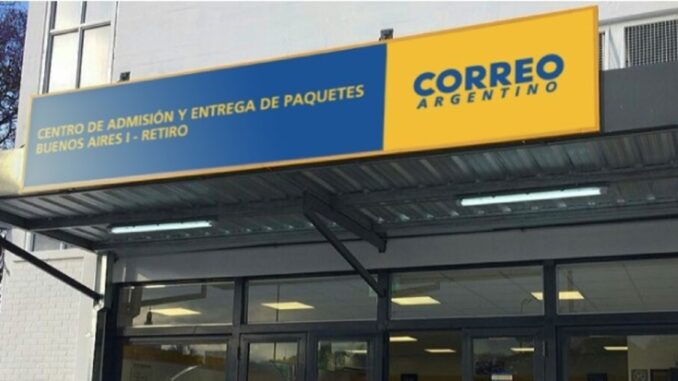 CENTRO DE ADMISIÓN Y ENTREGA DE PAQUETES
BUENOS AIRES I - RETIRO
CORREO
ARGENTINO